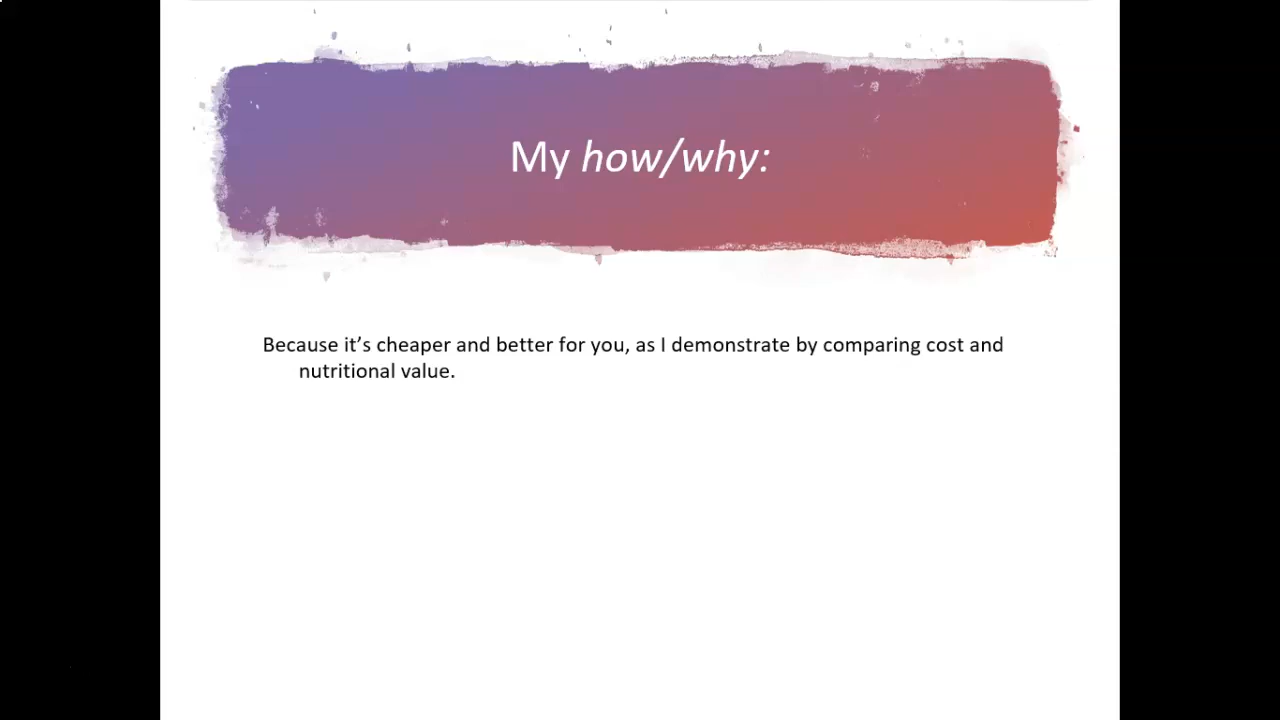 My how/why:
Because it’s cheaper and better for you, as I demonstrate by comparing cost and
nutritional value.